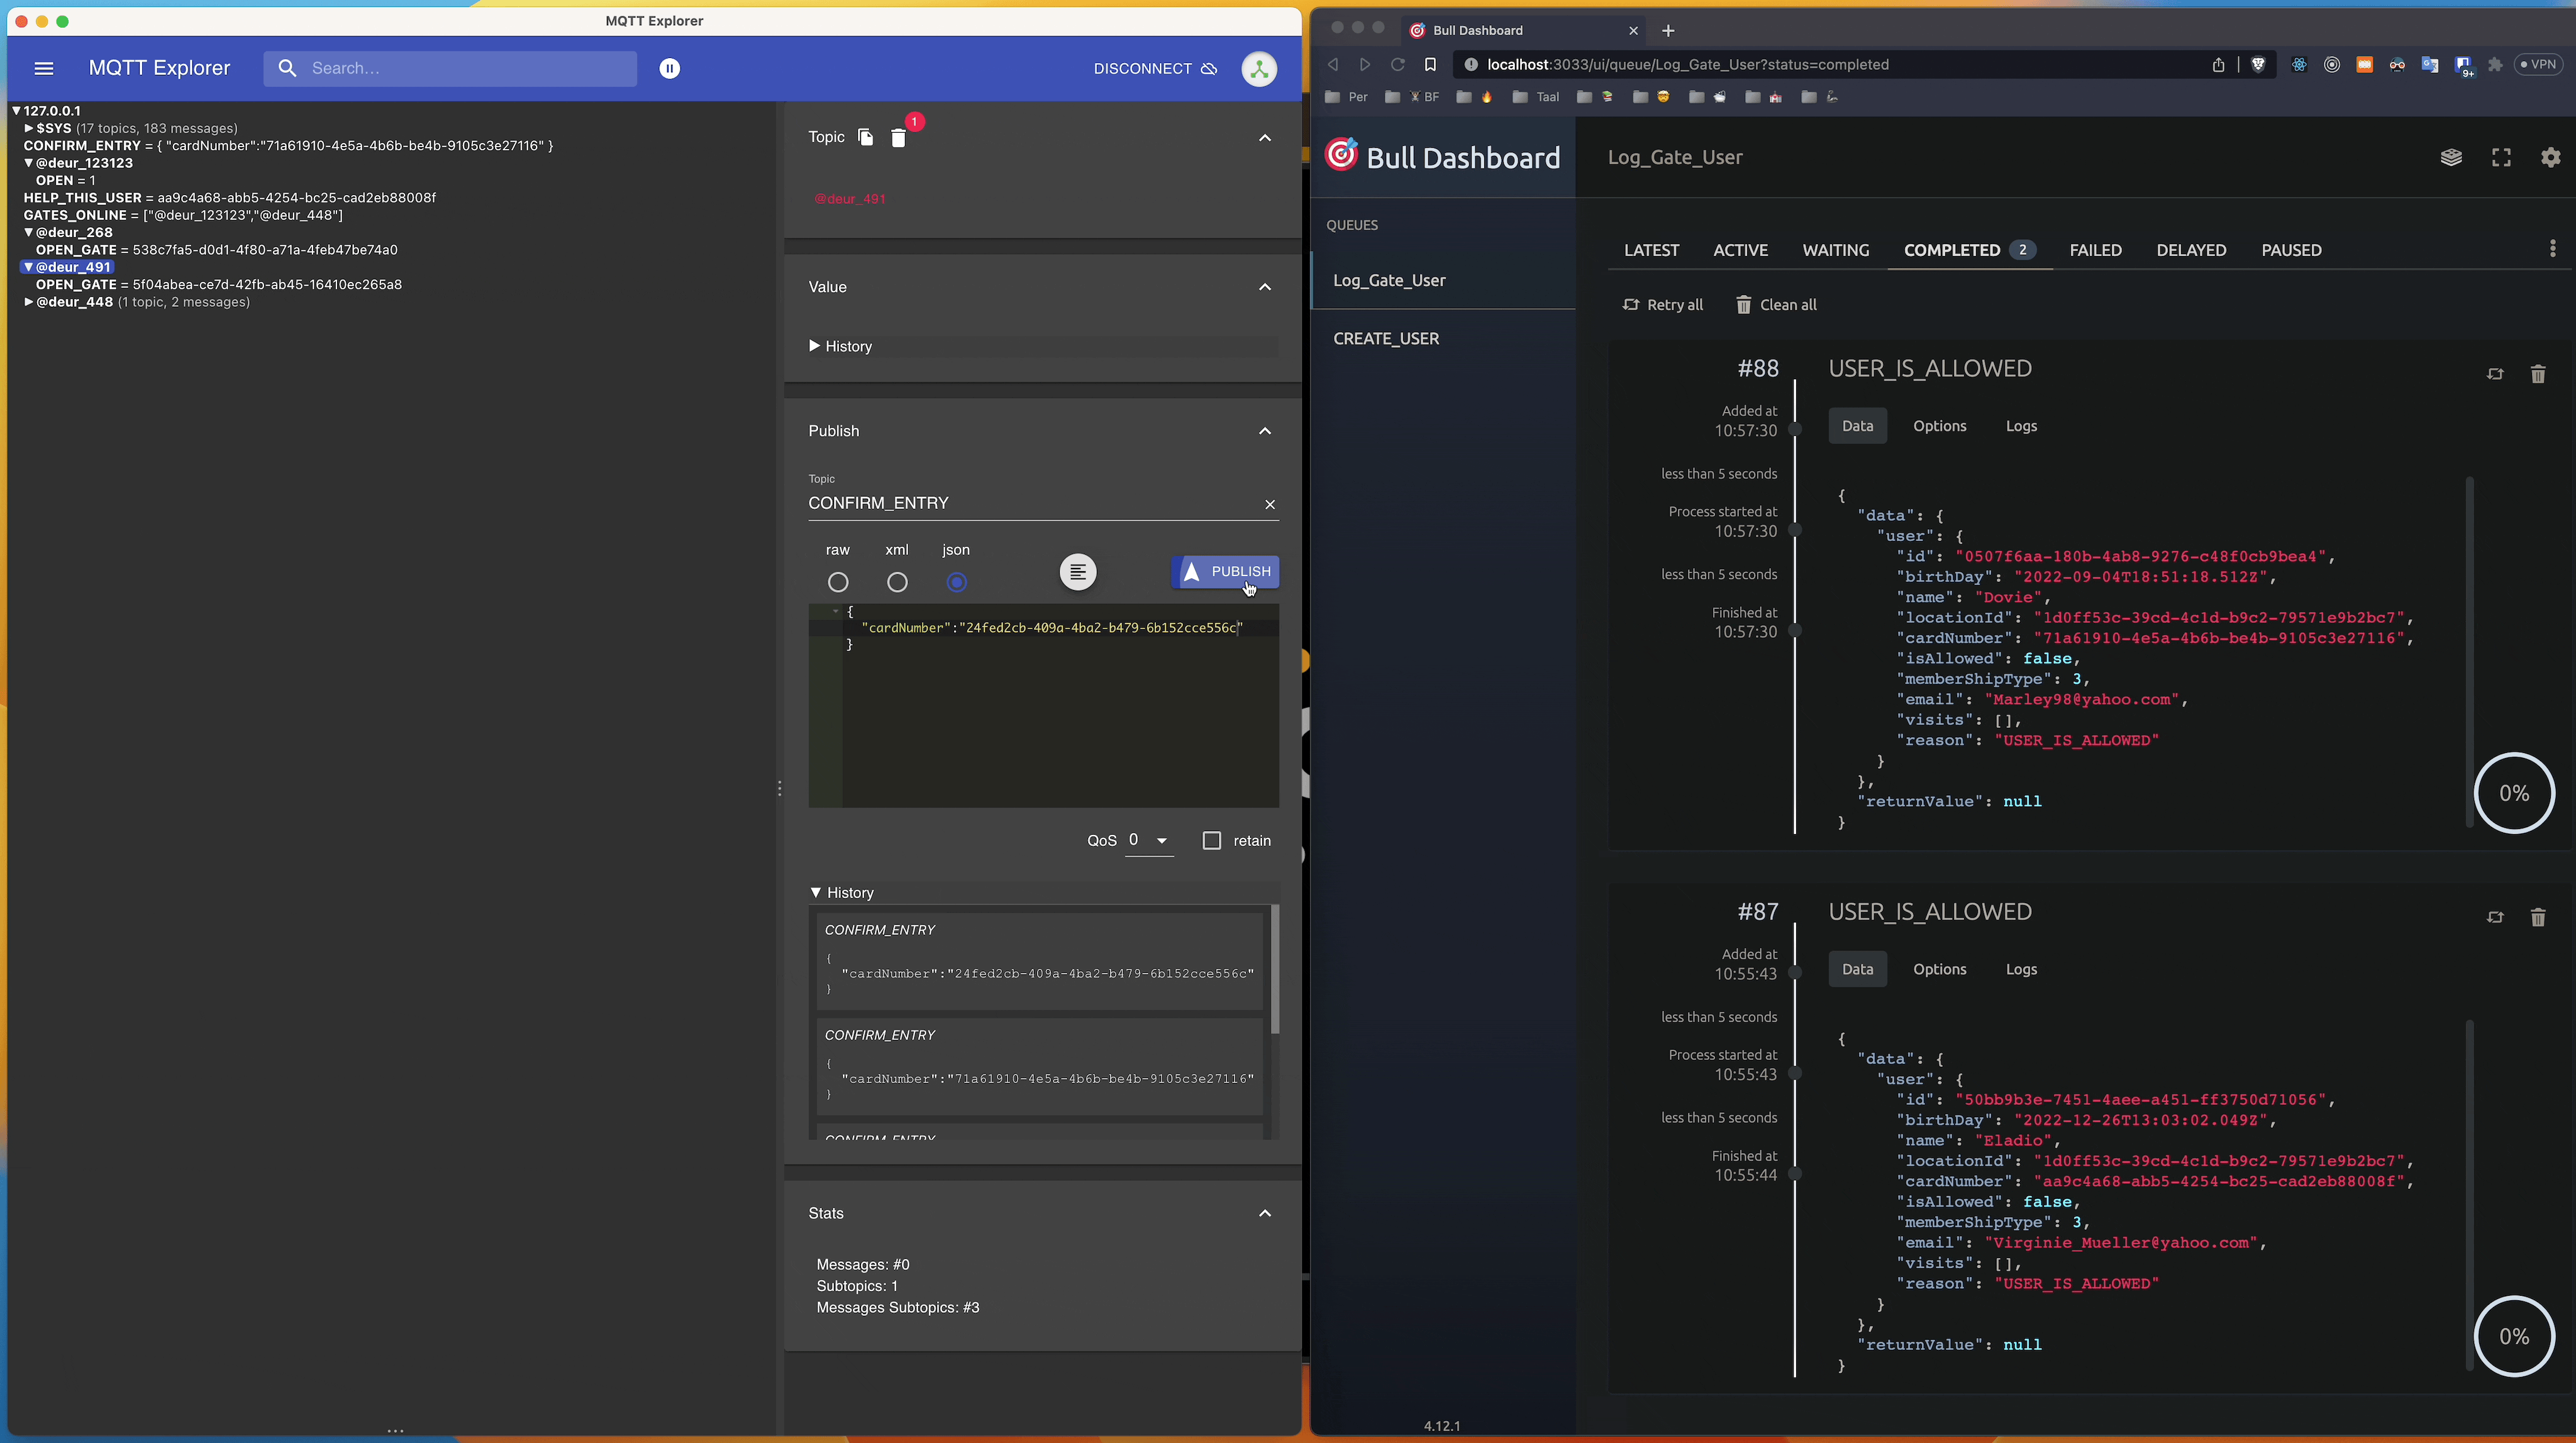 MQTT Explorer
MQTT Explorer
Search...
DISCONNECT
▼127.0.0.1
▶$SYS (17 topics, 183 messages)
CONFIRM_ENTRY = { "cardNumber":"71a61910-4e5a-4b6b-be4b-9105c3e27116" }
▼@deur_123123
OPEN = 1
HELP_THIS_USER = aa9c4a68-abb5-4254-bc25-cad2eb88008f
GATES_ONLINE = ["@deur_123123","@deur_448"]
▼@deur_268
OPEN_GATE = 538c7fa5-d0d1-4f80-a71a-4feb47be74a0
▼@deur_491
OPEN_GATE = 5f04abea-ce7d-42fb-ab45-16410ec265a8
▶@deur_448 (1 topic, 2 messages)
Topic
1
@deur_491
Value
▶ History
Publish
Topic
CONFIRM_ENTRY
raw xml json
PUBLISH
{
"cardNumber":"24fed2cb-409a-4ba2-b479-6b152cce556c"
}
QoS 0 retain
▼ History
CONFIRM_ENTRY
{
"cardNumber":"24fed2cb-409a-4ba2-b479-6b152cce556c"
}
CONFIRM_ENTRY
{
"cardNumber":"71a61910-4e5a-4b6b-be4b-9105c3e27116"
}
CONFIRM_ENTRY
Stats
Messages: #0
Subtopics: 1
Messages Subtopics: #3
Bull Dashboard
localhost:3033/ui/queue/Log_Gate_User?status=completed
9+
VPN
Per
BF
Taal
Bull Dashboard
QUEUES
Log_Gate_User
CREATE_USER
4.12.1
Log_Gate_User
LATEST ACTIVE WAITING COMPLETED 2 FAILED DELAYED PAUSED
Retry all Clean all
#88
USER_IS_ALLOWED
Added at
10:57:30
less than 5 seconds
Process started at
10:57:30
less than 5 seconds
Finished at
10:57:30
Data Options Logs
{
"data": {
"user": {
"id": "0507f6aa-180b-4ab8-9276-c48f0cb9bea4",
"birthDay": "2022-09-04T18:51:18.512Z",
"name": "Dovie",
"locationId": "1d0ff53c-39cd-4c1d-b9c2-79571e9b2bc7",
"cardNumber": "71a61910-4e5a-4b6b-be4b-9105c3e27116",
"isAllowed": false,
"memberShipType": 3,
"email": "Marley98@yahoo.com",
"visits": [],
"reason": "USER_IS_ALLOWED"
}
},
"returnValue": null
}
0%
#87
USER_IS_ALLOWED
Added at
10:55:43
less than 5 seconds
Process started at
10:55:43
less than 5 seconds
Finished at
10:55:44
Data Options Logs
{
"data": {
"user": {
"id": "50bb9b3e-7451-4aee-a451-ff3750d71056",
"birthDay": "2022-12-26T13:03:02.049Z",
"name": "Eladio",
"locationId": "1d0ff53c-39cd-4c1d-b9c2-79571e9b2bc7",
"cardNumber": "aa9c4a68-abb5-4254-bc25-cad2eb88008f",
"isAllowed": false,
"memberShipType": 3,
"email": "Virginie_Mueller@yahoo.com",
"visits": [],
"reason": "USER_IS_ALLOWED"
}
},
"returnValue": null
}
0%